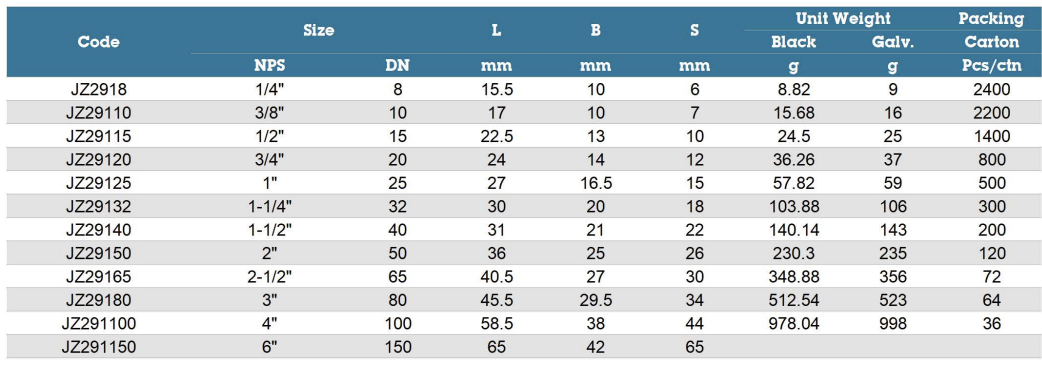 Code Size L B S Unit Weight Packing
Black Galv. Carton
NPS DN mm mm mm g g Pcs/ctn
JZ2918 1/4" 8 15.5 10 6 8.82 9 2400
JZ29110 3/8" 10 17 10 7 15.68 16 2200
JZ29115 1/2" 15 22.5 13 10 24.5 25 1400
JZ29120 3/4" 20 24 14 12 36.26 37 800
JZ29125 1" 25 27 16.5 15 57.82 59 500
JZ29132 1-1/4" 32 30 20 18 103.88 106 300
JZ29140 1-1/2" 40 31 21 22 140.14 143 200
JZ29150 2" 50 36 25 26 230.3 235 120
JZ29165 2-1/2" 65 40.5 27 30 348.88 356 72
JZ29180 3" 80 45.5 29.5 34 512.54 523 64
JZ291100 4" 100 58.5 38 44 978.04 998 36
JZ291150 6" 150 65 42 65